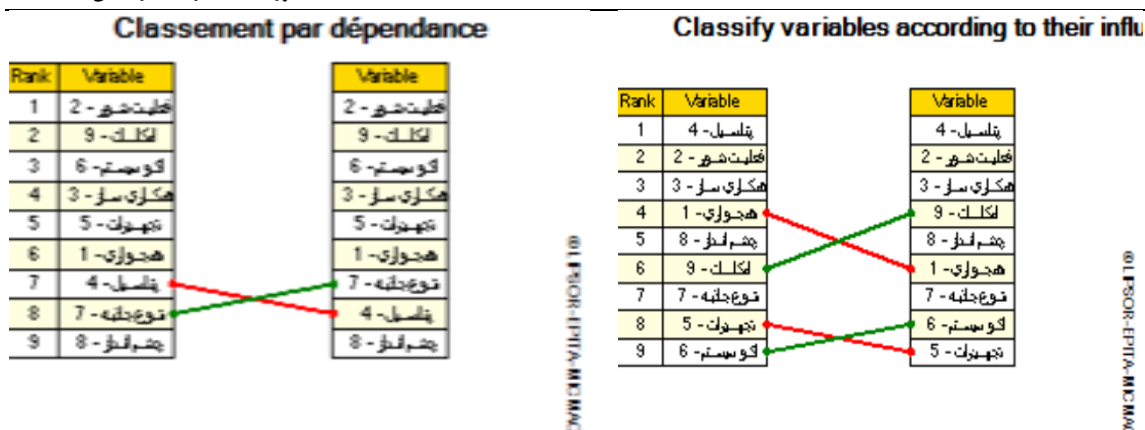 Classement par dépendance
Rank Variable Variable
1 2 - 2 -
2 9 - لکلک 9 - لکلک
3 6 - اکوسیستم 6 - اکوسیستم
4 3 - همکاری ساز 3 - همکاری ساز
5 5 - تجهیزات 5 - تجهیزات
6 1 - همجواری 1 - همجواری
7 4 - پتانسیل 7 - تنوع جاذبه
8 7 - تنوع جاذبه 4 - پتانسیل
9 8 - چشم انداز 8 - چشم انداز
© LIPSOR-EPITA-MICMAC
Classify variables according to their influ
Rank Variable Variable
1 4 - پتانسیل 4 - پتانسیل
2 2 - 2 -
3 3 - همکاری ساز 3 - همکاری ساز
4 1 - همجواری 9 - لکلک
5 8 - چشم انداز 8 - چشم انداز
6 9 - لکلک 1 - همجواری
7 7 - تنوع جاذبه 7 - تنوع جاذبه
8 5 - تجهیزات 6 - اکوسیستم
9 6 - اکوسیستم 5 - تجهیزات
© LIPSOR-EPITA-MICMAC